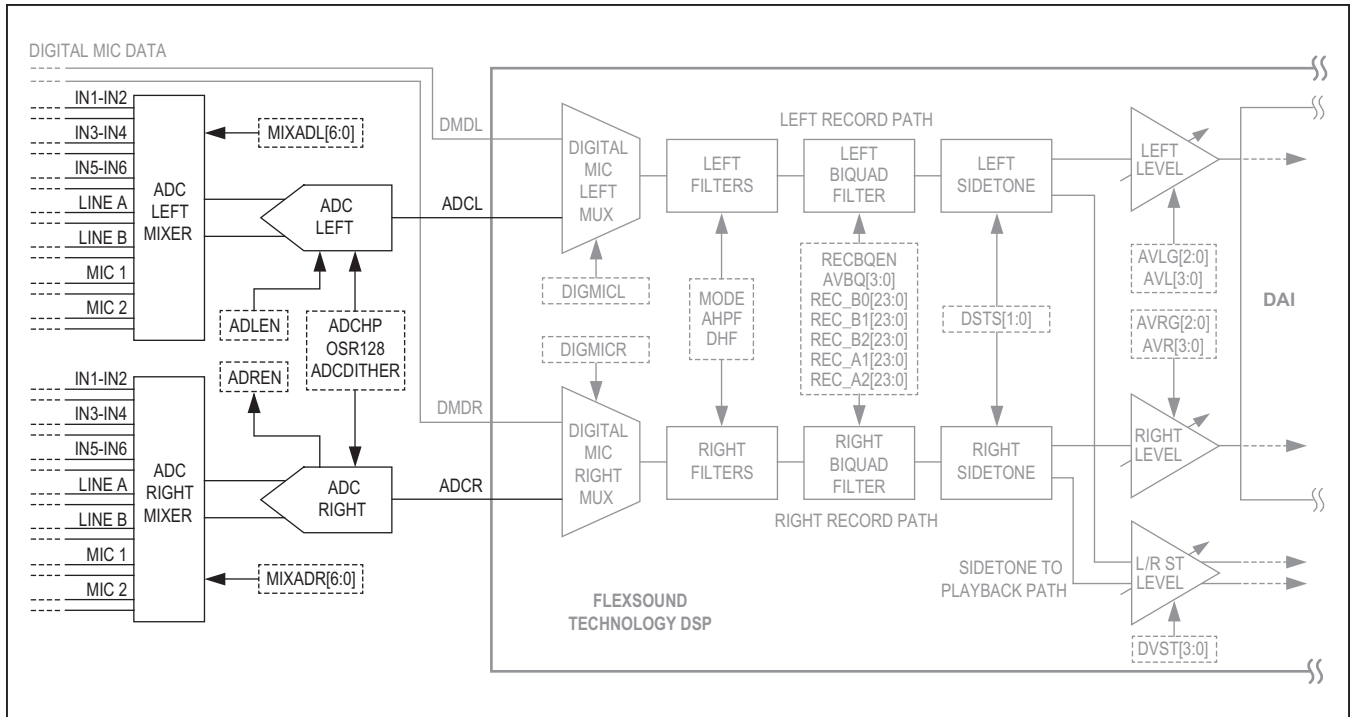 DIGITAL MIC DATA
IN1-IN2
IN3-IN4
IN5-IN6
LINE A
LINE B
MIC 1
MIC 2
ADC
LEFT
MIXER
MIXADL[6:0]
ADC
LEFT
ADLEN
ADCHP
OSR128
ADCDITHER
ADREN
IN1-IN2
IN3-IN4
IN5-IN6
LINE A
LINE B
MIC 1
MIC 2
ADC
RIGHT
MIXER
ADC
RIGHT
MIXADR[6:0]
DMDL
ADCL
DMDR
ADCR
DIGITAL
MIC
LEFT
MUX
DIGMICL
DIGMICR
DIGITAL
MIC
RIGHT
MUX
LEFT RECORD PATH
LEFT
FILTERS
LEFT
BIQUAD
FILTER
LEFT
SIDETONE
MODE
AHPF
DHF
RECBQEN
AVBQ[3:0]
REC_B0[23:0]
REC_B1[23:0]
REC_B2[23:0]
REC_A1[23:0]
REC_A2[23:0]
DSTS[1:0]
RIGHT
FILTERS
RIGHT
BIQUAD
FILTER
RIGHT
SIDETONE
RIGHT RECORD PATH
LEFT
LEVEL
AVLG[2:0]
AVL[3:0]
AVRG[2:0]
AVR[3:0]
RIGHT
LEVEL
DAI
SIDETONE TO
PLAYBACK PATH
L/R ST
LEVEL
DVST[3:0]
FLEXSOUND
TECHNOLOGY DSP